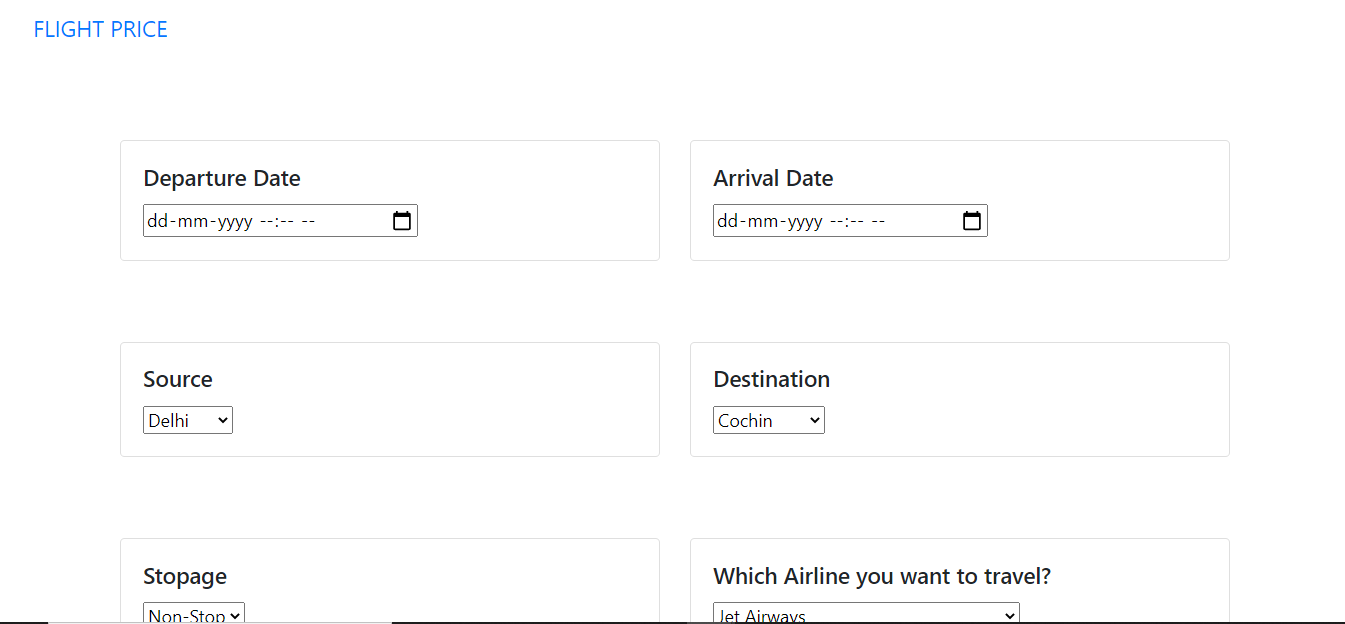 FLIGHT PRICE
Departure Date
Arrival Date
dd-mm-yyyy --:-- --
dd-mm-yyyy --:-- --
Source
Destination
Delhi
Cochin
Stopage
Which Airline you want to travel?
Non-Stop
Jet Airways